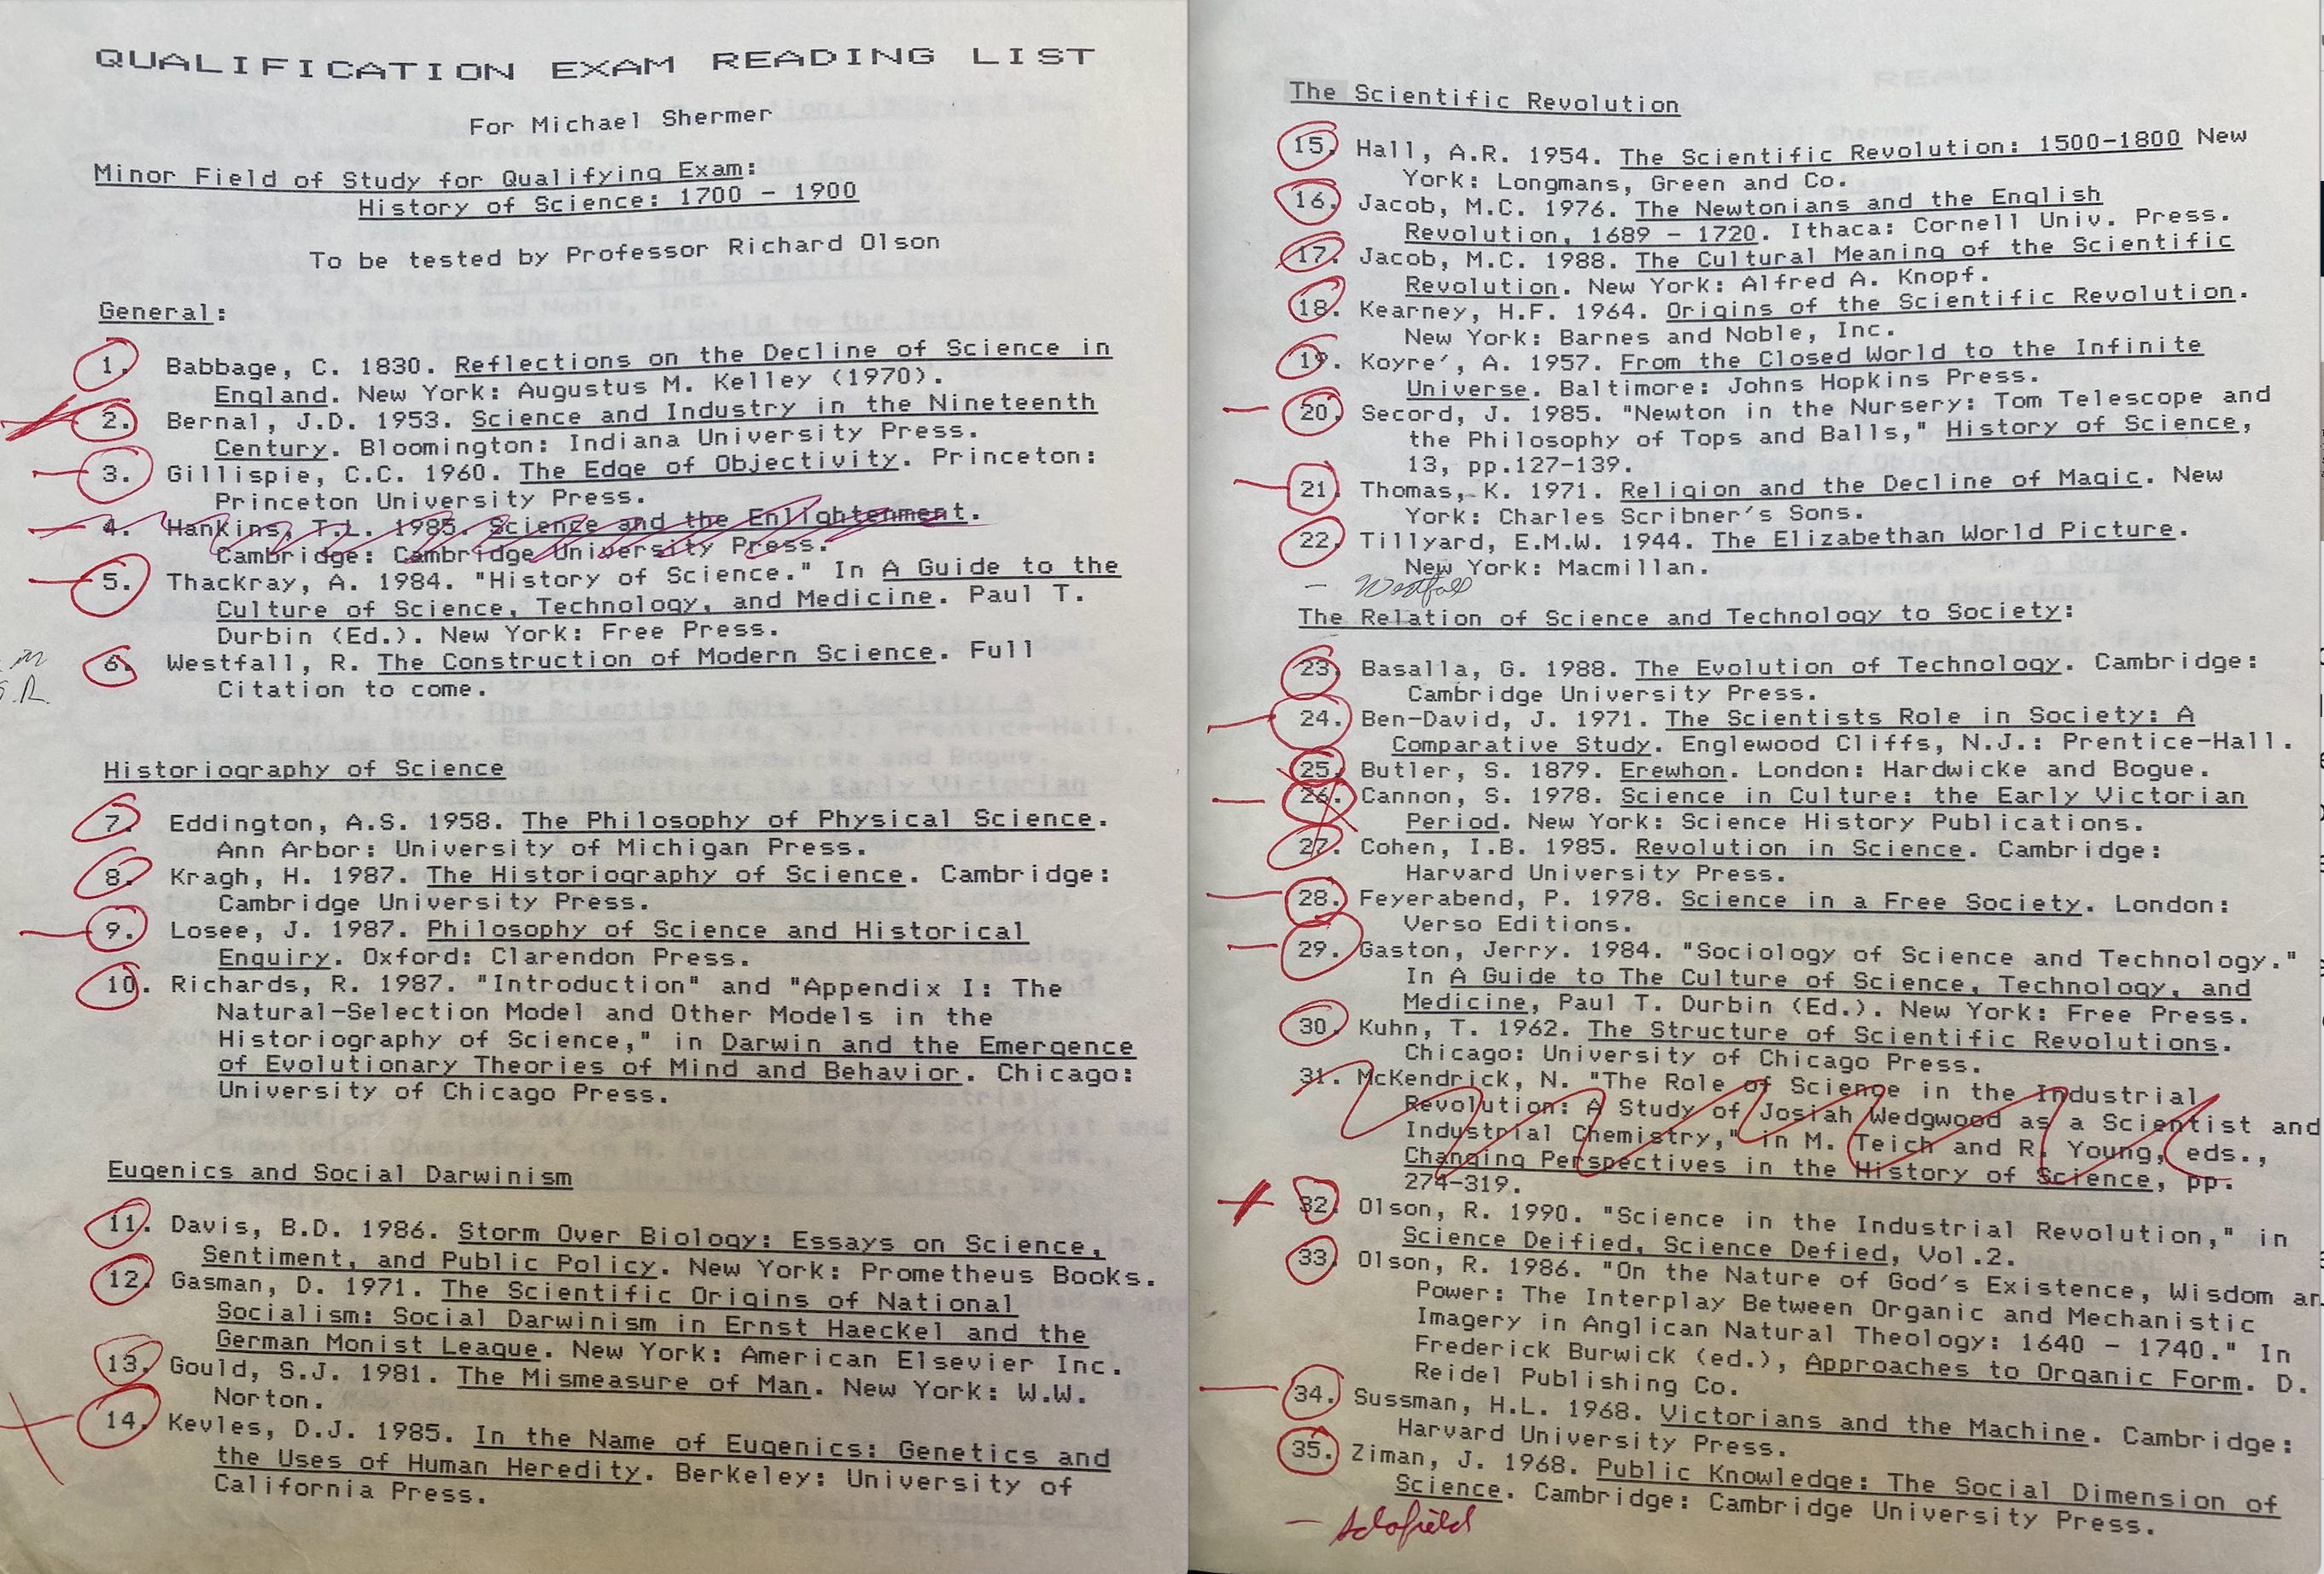 QUALIFICATION EXAM READING LIST
For Michael Shermer
Minor Field of Study for Qualifying Exam:
History of Science: 1700 - 1900
To be tested by Professor Richard Olson
General:
1. Babbage, C. 1830. Reflections on the Decline of Science in
England. New York: Augustus M. Kelley (1970).
2. Bernal, J.D. 1953. Science and Industry in the Nineteenth
Century. Bloomington: Indiana University Press.
3. Gillispie, C.C. 1960. The Edge of Objectivity. Princeton:
Princeton University Press.
4. Hankins, T.L. 1985. Science and the Enlightenment.
Cambridge: Cambridge University Press.
5. Thackray, A. 1984. "History of Science." In A Guide to the
Culture of Science, Technology, and Medicine. Paul T.
Durbin (Ed.). New York: Free Press.
6. Westfall, R. The Construction of Modern Science. Full
Citation to come.
Historiography of Science
7. Eddington, A.S. 1958. The Philosophy of Physical Science.
Ann Arbor: University of Michigan Press.
8. Kragh, H. 1987. The Historiography of Science. Cambridge:
Cambridge University Press.
9. Losee, J. 1987. Philosophy of Science and Historical
Enquiry. Oxford: Clarendon Press.
10. Richards, R. 1987. "Introduction" and "Appendix I: The
Natural-Selection Model and Other Models in the
Historiography of Science," in Darwin and the Emergence
of Evolutionary Theories of Mind and Behavior. Chicago:
University of Chicago Press.
Eugenics and Social Darwinism
11. Davis, B.D. 1986. Storm Over Biology: Essays on Science,
Sentiment, and Public Policy. New York: Prometheus Books.
12. Gasman, D. 1971. The Scientific Origins of National
Socialism: Social Darwinism in Ernst Haeckel and the
German Monist League. New York: American Elsevier Inc.
13. Gould, S.J. 1981. The Mismeasure of Man. New York: W.W.
Norton.
14. Kevles, D.J. 1985. In the Name of Eugenics: Genetics and
the Uses of Human Heredity. Berkeley: University of
California Press.
The Scientific Revolution
15. Hall, A.R. 1954. The Scientific Revolution: 1500-1800 New
York: Longmans, Green and Co.
16. Jacob, M.C. 1976. The Newtonians and the English
Revolution, 1689 - 1720. Ithaca: Cornell Univ. Press.
17. Jacob, M.C. 1988. The Cultural Meaning of the Scientific
Revolution. New York: Alfred A. Knopf.
18. Kearney, H.F. 1964. Origins of the Scientific Revolution.
New York: Barnes and Noble, Inc.
19. Koyre', A. 1957. From the Closed World to the Infinite
Universe. Baltimore: Johns Hopkins Press.
20. Secord, J. 1985. "Newton in the Nursery: Tom Telescope and
the Philosophy of Tops and Balls," History of Science,
13, pp.127-139.
21. Thomas, K. 1971. Religion and the Decline of Magic. New
York: Charles Scribner's Sons.
22. Tillyard, E.M.W. 1944. The Elizabethan World Picture.
New York: Macmillan.
- Westfall
The Relation of Science and Technology to Society:
23. Basalla, G. 1988. The Evolution of Technology. Cambridge:
Cambridge University Press.
24. Ben-David, J. 1971. The Scientists Role in Society: A
Comparative Study. Englewood Cliffs, N.J.: Prentice-Hall.
25. Butler, S. 1879. Erewhon. London: Hardwicke and Bogue.
26. Cannon, S. 1978. Science in Culture: the Early Victorian
Period. New York: Science History Publications.
27. Cohen, I.B. 1985. Revolution in Science. Cambridge:
Harvard University Press.
28. Feyerabend, P. 1978. Science in a Free Society. London:
Verso Editions.
29. Gaston, Jerry. 1984. "Sociology of Science and Technology."
In A Guide to The Culture of Science, Technology, and
Medicine, Paul T. Durbin (Ed.). New York: Free Press.
30. Kuhn, T. 1962. The Structure of Scientific Revolutions.
Chicago: University of Chicago Press.
31. McKendrick, N. "The Role of Science in the Industrial
Revolution: A Study of Josiah Wedgwood as a Scientist and
Industrial Chemistry," in M. Teich and R. Young, eds.,
Changing Perspectives in the History of Science, pp.
274-319.
32. Olson, R. 1990. "Science in the Industrial Revolution," in
Science Deified, Science Defied, Vol.2.
33. Olson, R. 1986. "On the Nature of God's Existence, Wisdom
Power: The Interplay Between Organic and Mechanistic
Imagery in Anglican Natural Theology: 1640 - 1740." In
Frederick Burwick (ed.), Approaches to Organic Form. D.
Reidel Publishing Co.
34. Sussman, H.L. 1968. Victorians and the Machine. Cambridge:
Harvard University Press.
35. Ziman, J. 1968. Public Knowledge: The Social Dimension of
Science. Cambridge: Cambridge University Press.